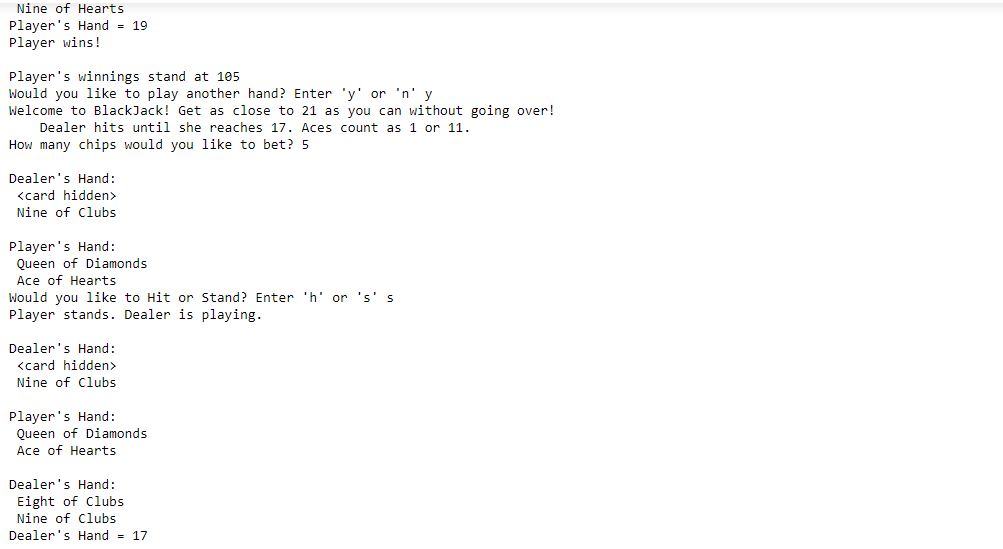 Nine of Hearts
Player's Hand = 19
Player wins!
Player's winnings stand at 105
Would you like to play another hand? Enter 'y' or 'n' y
Welcome to BlackJack! Get as close to 21 as you can without going over!
Dealer hits until she reaches 17. Aces count as 1 or 11.
How many chips would you like to bet? 5
Dealer's Hand:
<card hidden>
Nine of Clubs
Player's Hand:
Queen of Diamonds
Ace of Hearts
Would you like to Hit or Stand? Enter 'h' or 's' s
Player stands. Dealer is playing.
Dealer's Hand:
<card hidden>
Nine of Clubs
Player's Hand:
Queen of Diamonds
Ace of Hearts
Dealer's Hand:
Eight of Clubs
Nine of Clubs
Dealer's Hand = 17